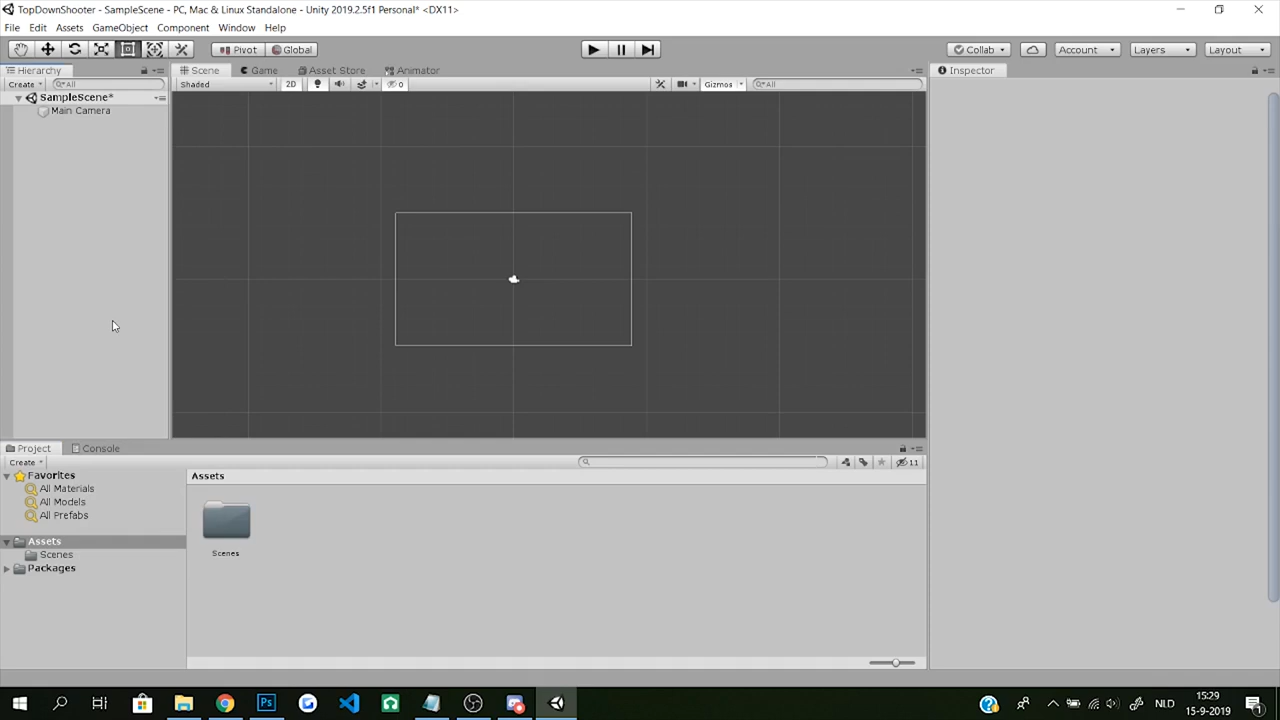 TopDownShooter - SampleScene - PC, Mac & Linux Standalone - Unity 2019.2.5f1 Personal* <DX11>
File Edit Assets GameObject Component Window Help
Pivot Global Collab Account Layers Layout
Hierarchy Scene Game Asset Store Animator Inspector
Create All Shaded 2D 0 Gizmos All
SampleScene*
Main Camera
Project Console
Create 11
Favorites Assets
All Materials
All Models
All Prefabs
Assets
Scenes Scenes
Packages
Ps NLD 15:29
15-9-2019